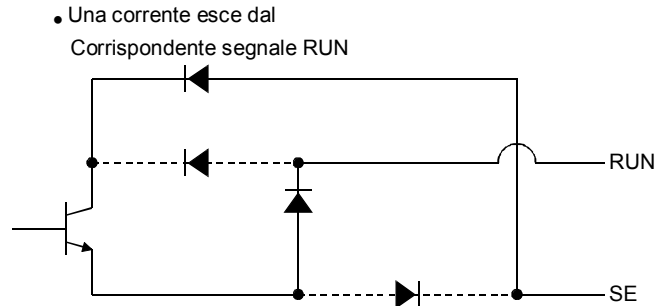 • Una corrente esce dal
Corrispondente segnale RUN
RUN
SE